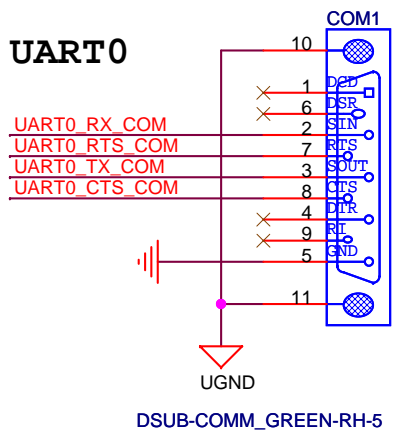 COM1
UART0
10
1 DCD
6 DSR
UART0_RX_COM 2 SIN
UART0_RTS_COM 7 RTS
UART0_TX_COM 3 SOUT
UART0_CTS_COM 8 CTS
4 DTR
9 RI
5 GND
11
UGND
DSUB-COMM_GREEN-RH-5